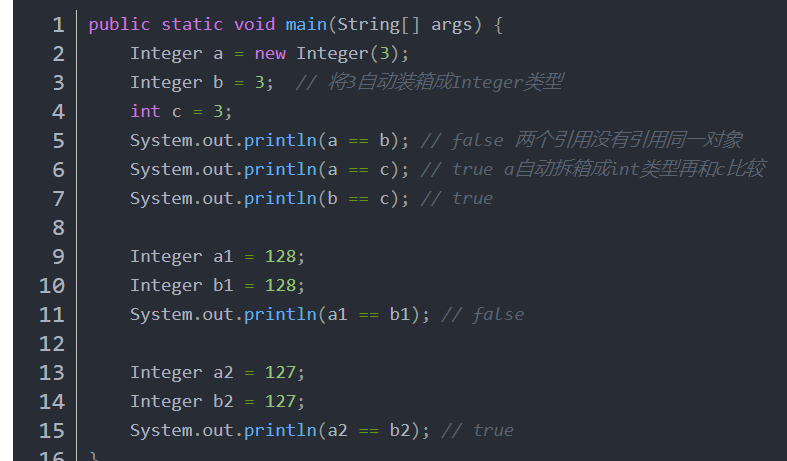 1 public static void main(String[] args) {
2 Integer a = new Integer(3);
3 Integer b = 3; // 将3自动装箱成Integer类型
4 int c = 3;
5 System.out.println(a == b); // false 两个引用没有引用同一对象
6 System.out.println(a == c); // true a自动拆箱成int类型再和c比较
7 System.out.println(b == c); // true
8
9 Integer a1 = 128;
10 Integer b1 = 128;
11 System.out.println(a1 == b1); // false
12
13 Integer a2 = 127;
14 Integer b2 = 127;
15 System.out.println(a2 == b2); // true
16 }